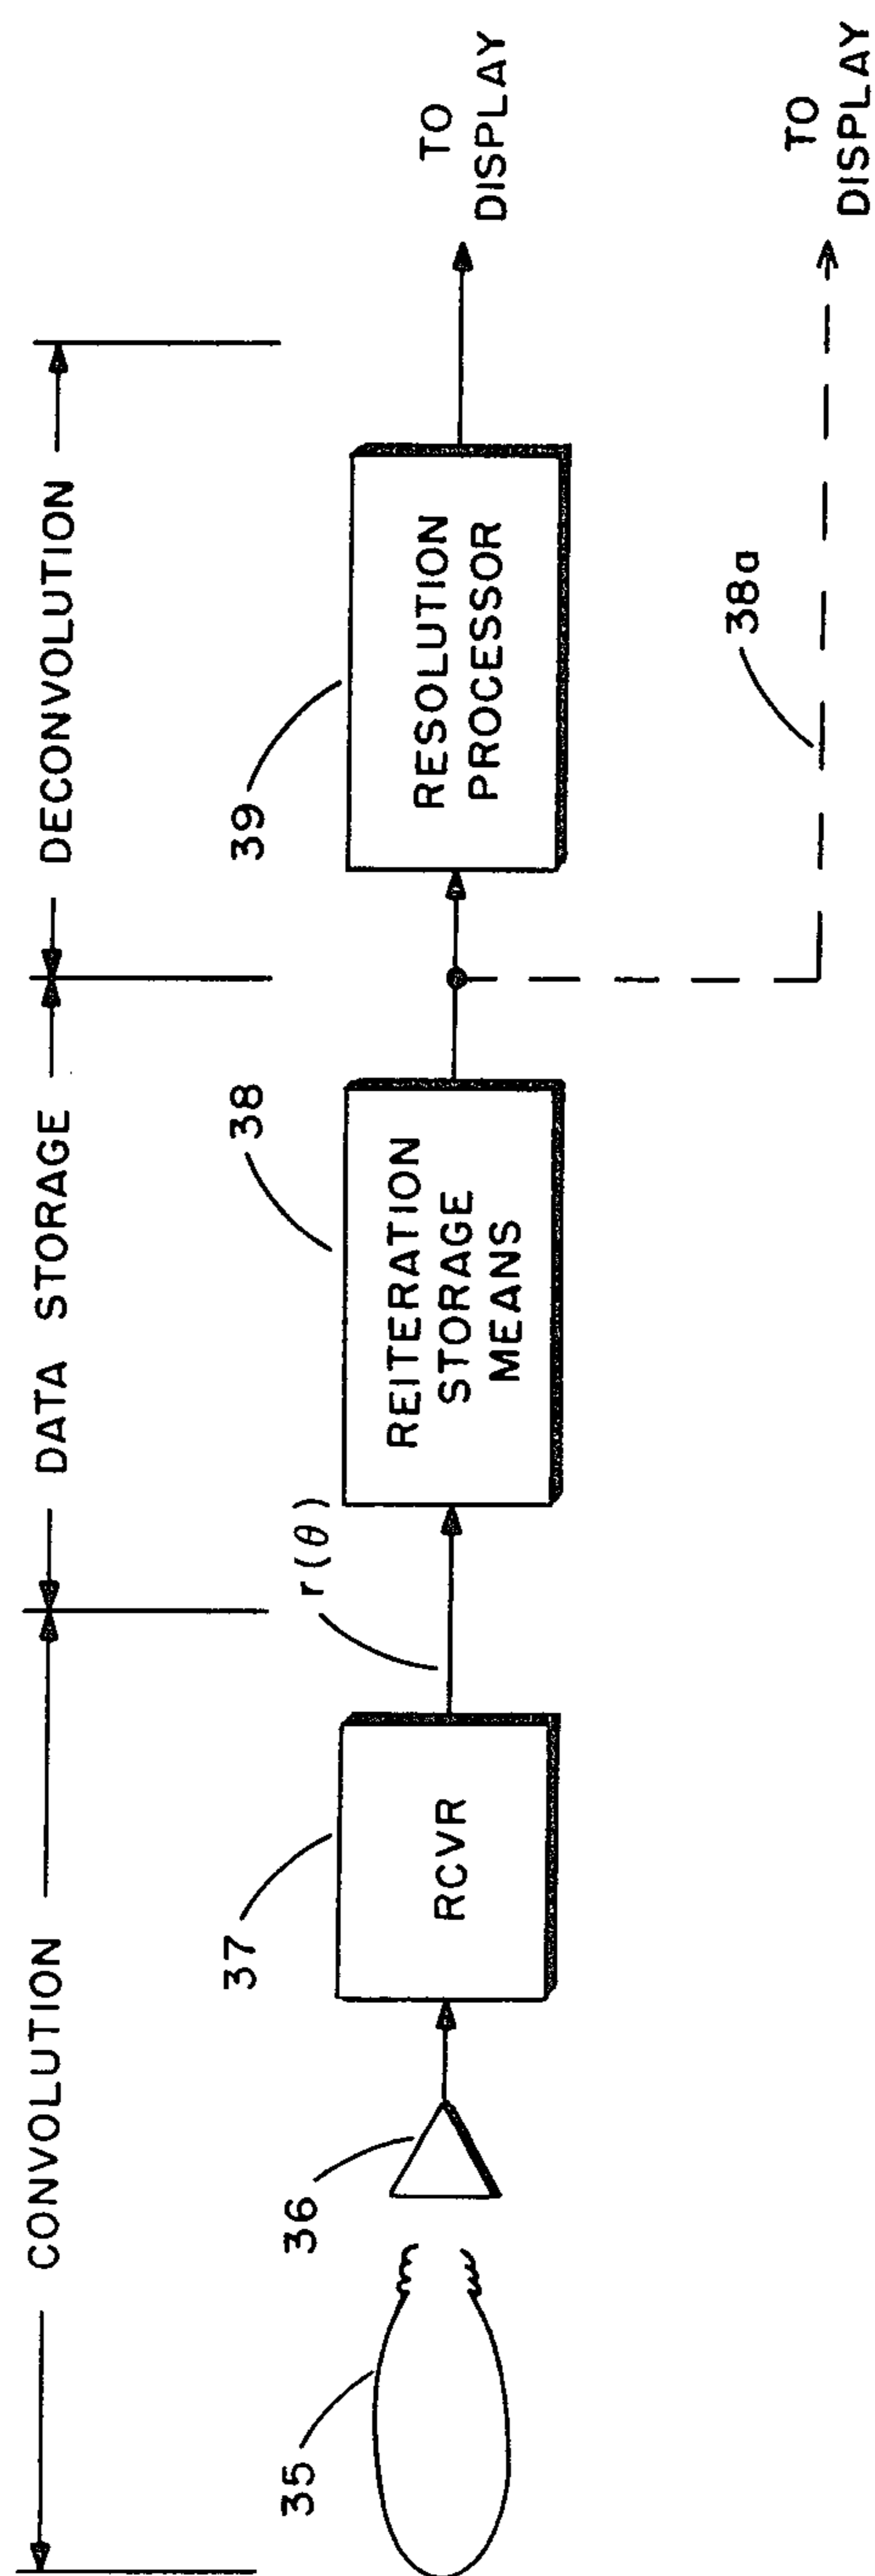 CONVOLUTION
DATA STORAGE
DECONVOLUTION
35
36
37
RCVR
r(θ)
38
REITERATION
STORAGE
MEANS
39
RESOLUTION
PROCESSOR
TO
DISPLAY
38a
TO
DISPLAY